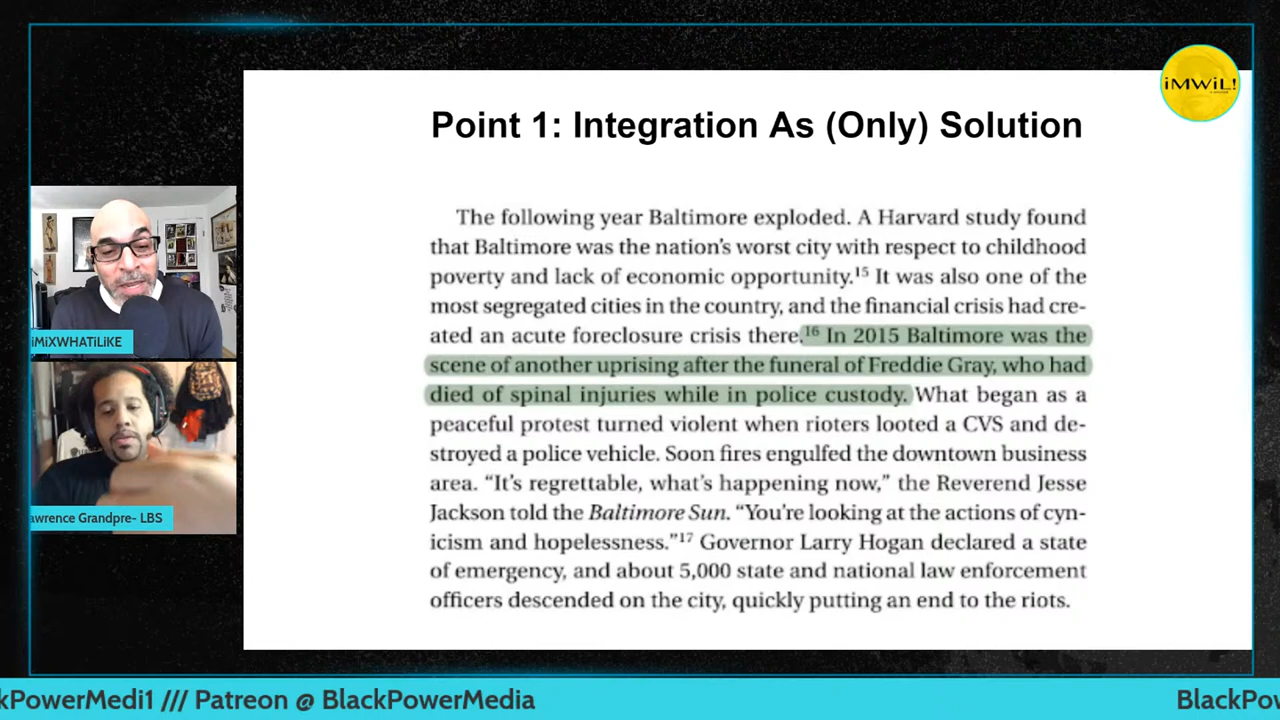 iMWiL!
Point 1: Integration As (Only) Solution
The following year Baltimore exploded. A Harvard study found
that Baltimore was the nation's worst city with respect to childhood
poverty and lack of economic opportunity.15 It was also one of the
most segregated cities in the country, and the financial crisis had cre-
ated an acute foreclosure crisis there.16 In 2015 Baltimore was the
scene of another uprising after the funeral of Freddie Gray, who had
died of spinal injuries while in police custody. What began as a
peaceful protest turned violent when rioters looted a CVS and de-
stroyed a police vehicle. Soon fires engulfed the downtown business
area. “It's regrettable, what's happening now,” the Reverend Jesse
Jackson told the Baltimore Sun. “You're looking at the actions of cyn-
icism and hopelessness.”17 Governor Larry Hogan declared a state
of emergency, and about 5,000 state and national law enforcement
officers descended on the city, quickly putting an end to the riots.
iMiXWHATiLiKE
awrence Grandpre- LBS
kPowerMedi1 /// Patreon @ BlackPowerMedia
BlackPow